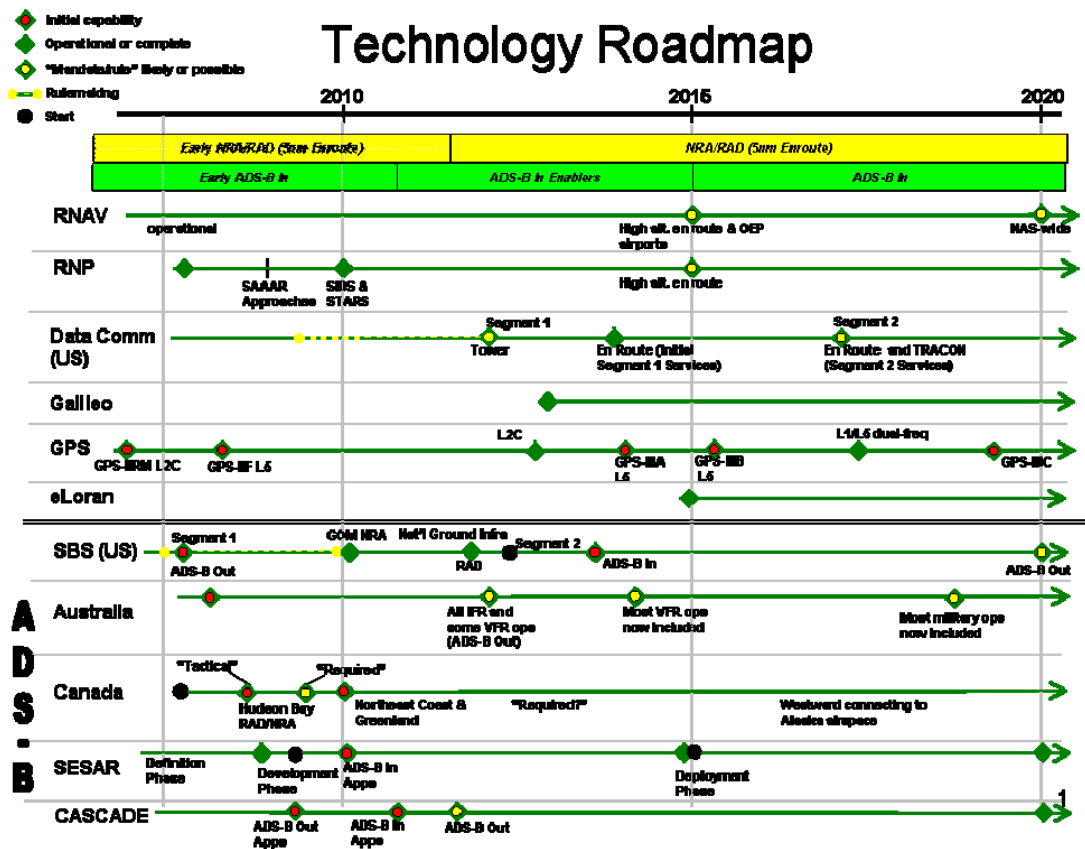 Initial capability
Operational or complete
"Mandate/rule" likely or possible
Rulemaking
Start
Technology Roadmap
2010
2015
2020
Early NRA/RAD (5nm Enroute)
NRA/RAD (5nm Enroute)
Early ADS-B In
ADS-B In Enablers
ADS-B In
RNAV
operational
High alt. en route & OEP
airports
NAS-wide
RNP
SAAAR
Approaches
SIDS &
STARS
High alt. en route
Data Comm
(US)
Segment 1
Tower
En Route (Initial
Segment 1 Services)
Segment 2
En Route and TRACON
(Segment 2 Services)
Galileo
GPS
GPS-IIRM L2C
GPS-IIF L5
L2C
GPS-IIIA
L5
GPS-IIIB
L5
L1/L5 dual-freq
GPS-IIIC
eLoran
ADS-B
SBS (US)
Segment 1
ADS-B Out
GOM NRA
Nat'l Ground Infra
RAD
Segment 2
ADS-B In
ADS-B Out
Australia
All IFR and
some VFR ops
(ADS-B Out)
Most VFR ops
now included
Most military ops
now included
Canada
"Tactical"
"Required"
Hudson Bay
RAD/NRA
Northeast Coast &
Greenland
"Required?"
Westward connecting to
Alaska airspace
SESAR
Definition
Phase
Development
Phase
ADS-B In
Apps
Deployment
Phase
1
CASCADE
ADS-B Out
Apps
ADS-B In
Apps
ADS-B Out